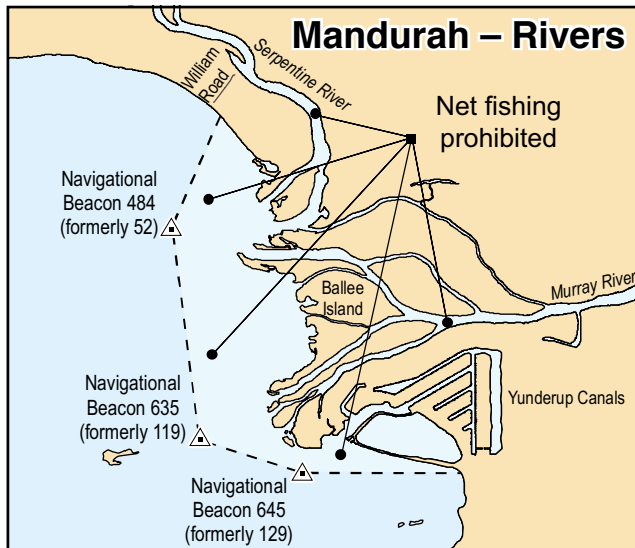 Mandurah – Rivers
William
Road
Serpentine River
Net fishing
prohibited
Navigational
Beacon 484
(formerly 52)
Ballee
Island
Murray River
Navigational
Beacon 635
(formerly 119)
Yunderup Canals
Navigational
Beacon 645
(formerly 129)